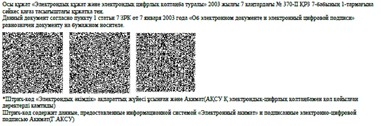 Осы құжат «Электрондық құжат және электрондық цифрлық қолтаңба туралы» 2003 жылғы 7 қаңтардағы № 370-II ҚРЗ 7-бабының 1-тармағына
сәйкес қағаз тасығыштағы құжатқа тең.
Данный документ согласно пункту 1 статьи 7 ЗРК от 7 января 2003 года «Об электронном документе и электронной цифровой подписи»
равнозначен документу на бумажном носителе.
*Штрих-код «Электрондық әкімдік» ақпараттық жүйесі ұсынған және Акимат(АҚСУ Қ электрондық-цифрлық қолтаңбамен қол қойылған
деректерді қамтиды)
Штрих-код содержит данные, предоставленные информационной системой «Электронный акимат» и подписанные электронно-цифровой
подписью Акимат(Г АКСУ)